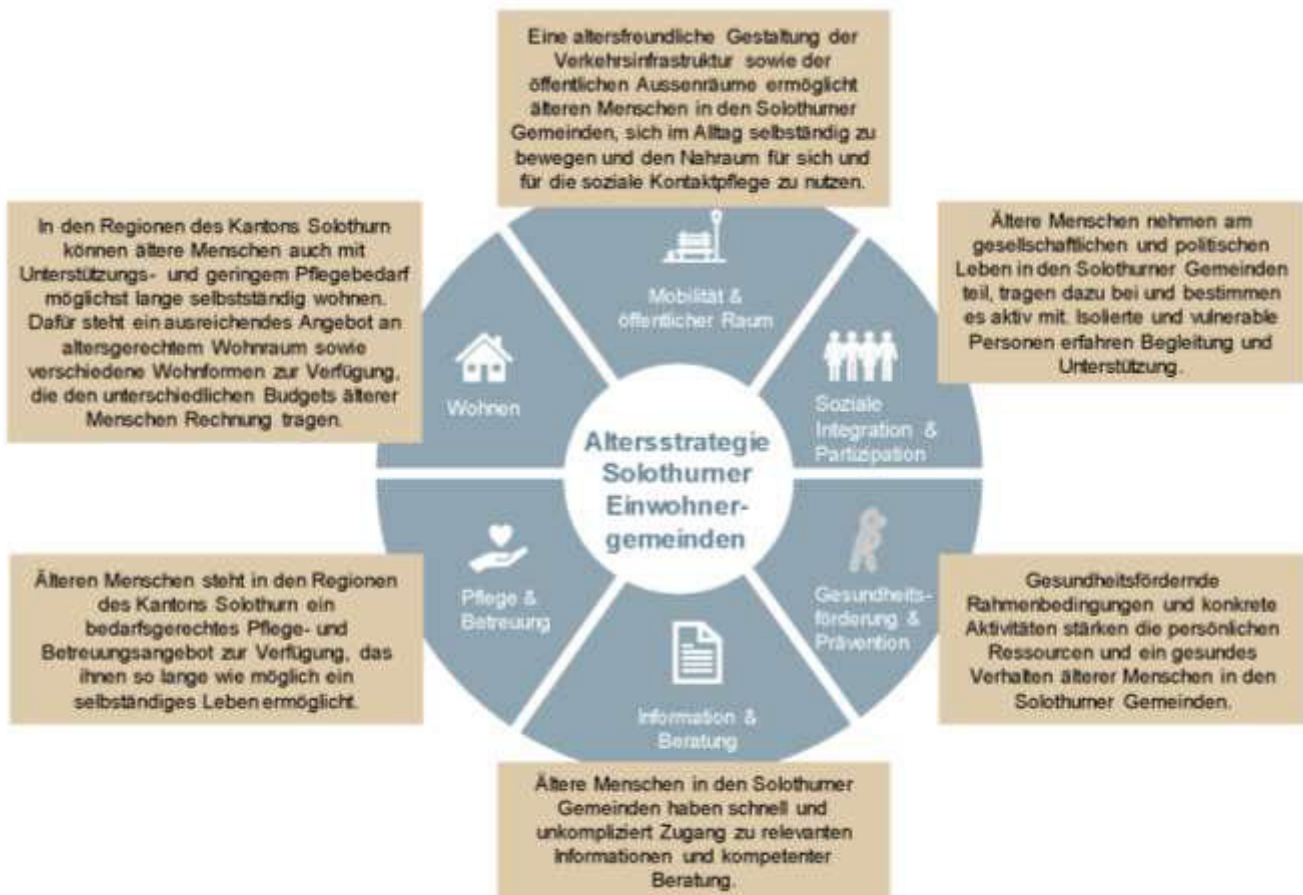 Eine altersfreundliche Gestaltung der
Verkehrsinfrastruktur sowie der
öffentlichen Aussenräume ermöglicht
älteren Menschen in den Solothurner
Gemeinden, sich im Alltag selbständig zu
bewegen und den Nahraum für sich und
für die soziale Kontaktpflege zu nutzen.
In den Regionen des Kantons Solothurn
können ältere Menschen auch mit
Unterstützungs- und geringem Pflegebedarf
möglichst lange selbstständig wohnen.
Dafür steht ein ausreichendes Angebot an
altersgerechtem Wohnraum sowie
verschiedene Wohnformen zur Verfügung,
die den unterschiedlichen Budgets älterer
Menschen Rechnung tragen.
Ältere Menschen nehmen am
gesellschaftlichen und politischen
Leben in den Solothurner Gemeinden
teil, tragen dazu bei und bestimmen
es aktiv mit. Isolierte und vulnerable
Personen erfahren Begleitung und
Unterstützung.
Mobilität &
öffentlicher Raum
Wohnen
Soziale
Integration &
Partizipation
Altersstrategie
Solothurner
Einwohner-
gemeinden
Pflege &
Betreuung
Gesundheits-
förderung &
Prävention
Information &
Beratung
Älteren Menschen steht in den Regionen
des Kantons Solothurn ein
bedarfsgerechtes Pflege- und
Betreuungsangebot zur Verfügung, das
ihnen so lange wie möglich ein
selbständiges Leben ermöglicht.
Gesundheitsfördernde
Rahmenbedingungen und konkrete
Aktivitäten stärken die persönlichen
Ressourcen und ein gesundes
Verhalten älterer Menschen in den
Solothurner Gemeinden.
Ältere Menschen in den Solothurner
Gemeinden haben schnell und
unkompliziert Zugang zu relevanten
Informationen und kompetenter
Beratung.